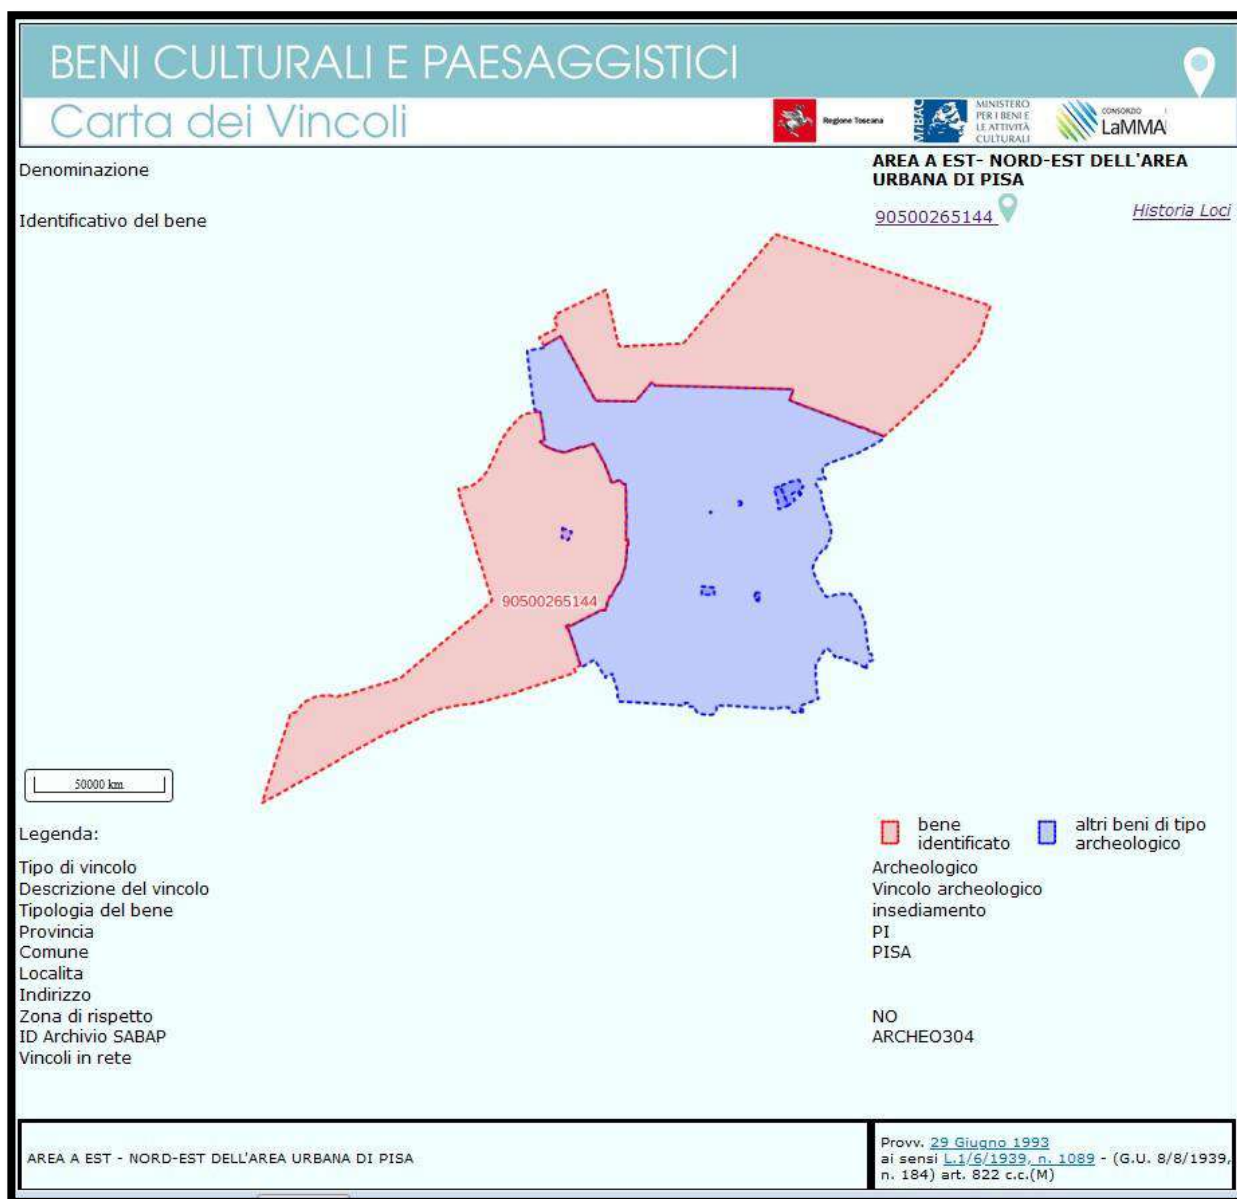 BENI CULTURALI E PAESAGGISTICI
Carta dei Vincoli
Regione Toscana
MiBAC
MINISTERO
PER I BENI E
LE ATTIVITÀ
CULTURALI
CONSORZIO
LaMMA
Denominazione
AREA A EST- NORD-EST DELL'AREA
URBANA DI PISA
Identificativo del bene
90500265144
Historia Loci
90500265144
50000 km
Legenda:
bene
identificato
altri beni di tipo
archeologico
Tipo di vincolo
Archeologico
Descrizione del vincolo
Vincolo archeologico
Tipologia del bene
insediamento
Provincia
PI
Comune
PISA
Localita
Indirizzo
Zona di rispetto
NO
ID Archivio SABAP
ARCHEO304
Vincoli in rete
AREA A EST - NORD-EST DELL'AREA URBANA DI PISA
Provv. 29 Giugno 1993
ai sensi L.1/6/1939, n. 1089 - (G.U. 8/8/1939,
n. 184) art. 822 c.c.(M)